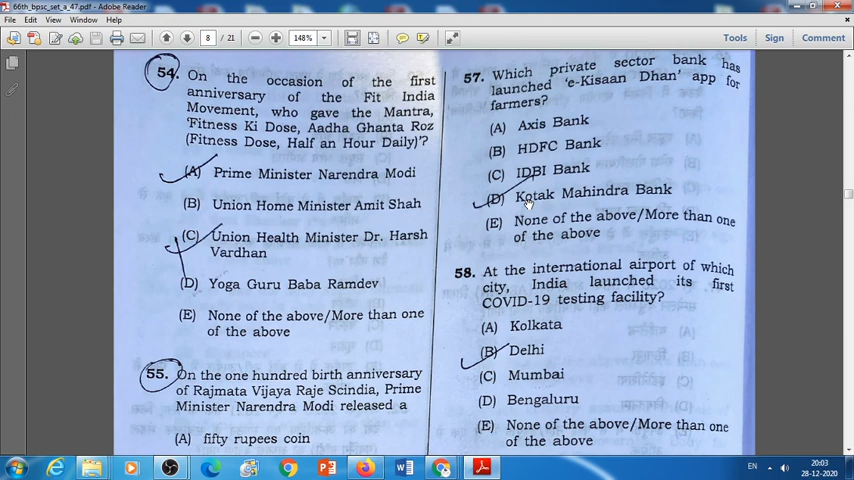 66th_bpsc_set_a_47.pdf - Adobe Reader
File Edit View Window Help
8 / 21
148%
Tools Sign Comment
54. On the occasion of the first
anniversary of the Fit India
Movement, who gave the Mantra,
'Fitness Ki Dose, Aadha Ghanta Roz
(Fitness Dose, Half an Hour Daily)'?
(A) Prime Minister Narendra Modi
(B) Union Home Minister Amit Shah
(C) Union Health Minister Dr. Harsh
Vardhan
(D) Yoga Guru Baba Ramdev
(E) None of the above/More than one
of the above
55. On the one hundred birth anniversary
of Rajmata Vijaya Raje Scindia, Prime
Minister Narendra Modi released a
(A) fifty rupees coin
57. Which private sector bank has
launched 'e-Kisaan Dhan' app for
farmers?
(A) Axis Bank
(B) HDFC Bank
(C) IDBI Bank
(D) Kotak Mahindra Bank
(E) None of the above/More than one
of the above
58. At the international airport of which
city, India launched its first
COVID-19 testing facility?
(A) Kolkata
(B) Delhi
(C) Mumbai
(D) Bengaluru
(E) None of the above/More than one
of the above
EN
20:03
28-12-2020